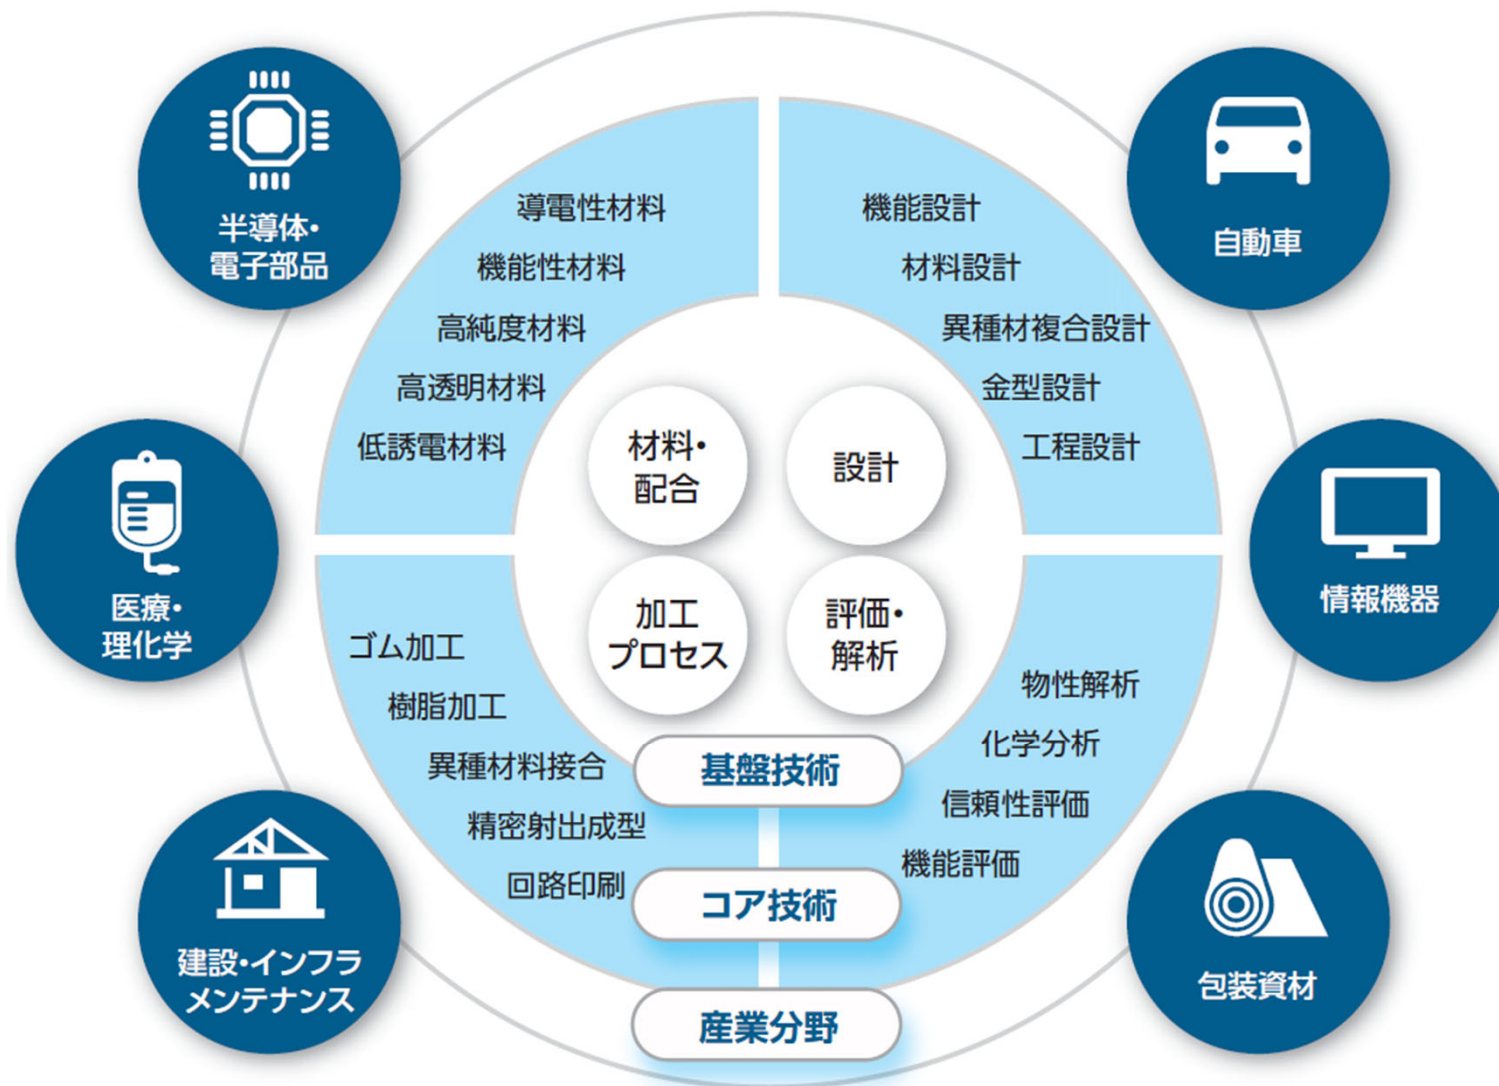 半導体・
電子部品
自動車
導電性材料
機能性材料
高純度材料
高透明材料
低誘電材料
機能設計
材料設計
異種材複合設計
金型設計
工程設計
材料・
配合
設計
加工
プロセス
評価・
解析
医療・
理化学
情報機器
ゴム加工
樹脂加工
異種材料接合
精密射出成型
回路印刷
物性解析
化学分析
信頼性評価
機能評価
基盤技術
コア技術
産業分野
建設・インフラ
メンテナンス
包装資材